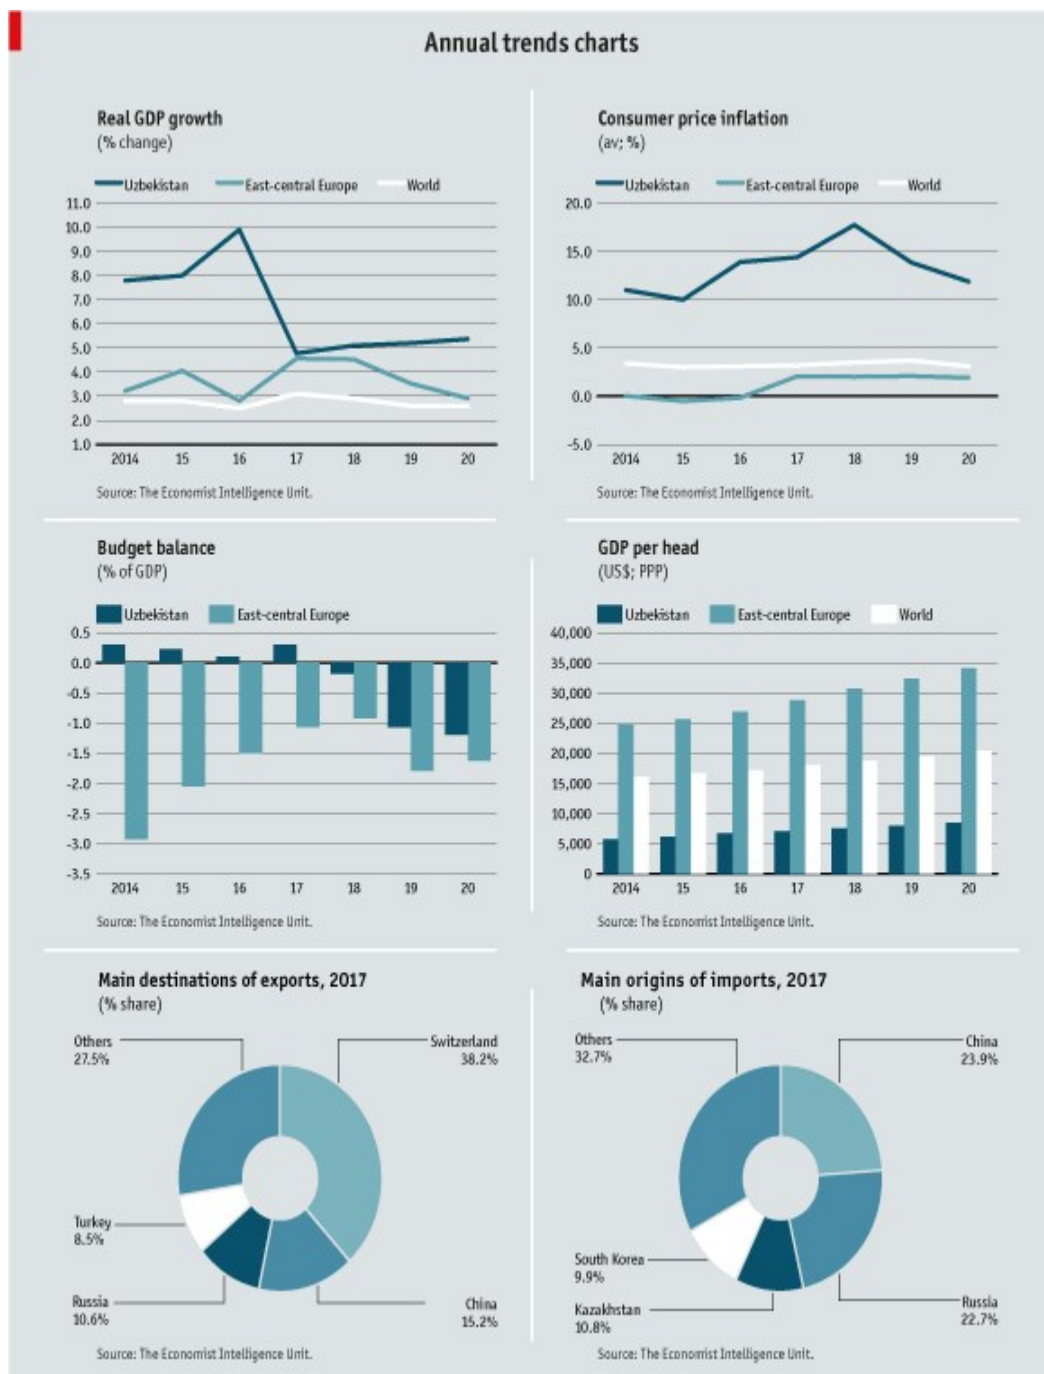 Annual trends charts
Real GDP growth
(% change)
Uzbekistan East-central Europe World
11.0
10.0
9.0
8.0
7.0
6.0
5.0
4.0
3.0
2.0
1.0
2014 15 16 17 18 19 20
Source: The Economist Intelligence Unit.
Consumer price inflation
(av; %)
Uzbekistan East-central Europe World
20.0
15.0
10.0
5.0
0.0
-5.0
2014 15 16 17 18 19 20
Source: The Economist Intelligence Unit.
Budget balance
(% of GDP)
Uzbekistan East-central Europe
0.5
0.0
-0.5
-1.0
-1.5
-2.0
-2.5
-3.0
-3.5
2014 15 16 17 18 19 20
Source: The Economist Intelligence Unit.
GDP per head
(US$; PPP)
Uzbekistan East-central Europe World
40,000
35,000
30,000
25,000
20,000
15,000
10,000
5,000
0
2014 15 16 17 18 19 20
Source: The Economist Intelligence Unit.
Main destinations of exports, 2017
(% share)
Others
27.5%
Switzerland
38.2%
Turkey
8.5%
Russia
10.6%
China
15.2%
Source: The Economist Intelligence Unit.
Main origins of imports, 2017
(% share)
Others
32.7%
China
23.9%
South Korea
9.9%
Kazakhstan
10.8%
Russia
22.7%
Source: The Economist Intelligence Unit.